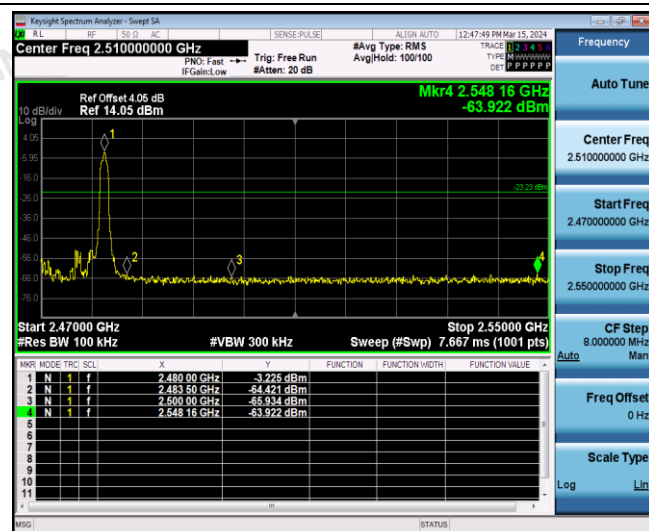 Keysight Spectrum Analyzer - Swept SA
LXI RL RF 50 Ω AC SENSE:PULSE ALIGN AUTO 12:47:49 PM Mar 15, 2024
Center Freq 2.510000000 GHz
PNO: Fast
IFGain:Low
Trig: Free Run
#Atten: 20 dB
#Avg Type: RMS
Avg|Hold: 100/100
TRACE 1 2 3 4 5 6
TYPE M W W W W W
DET P P P P P P
Ref Offset 4.05 dB
10 dB/div Ref 14.05 dBm
Log
Mkr4 2.548 16 GHz
-63.922 dBm
1
4.05
-5.95
-16.0
-23.23 dBm
-26.0
-36.0
-46.0
-56.0
2 3 4
-66.0
-76.0
Start 2.47000 GHz Stop 2.55000 GHz
#Res BW 100 kHz #VBW 300 kHz Sweep (#Swp) 7.667 ms (1001 pts)
MKR MODE TRC SCL X Y FUNCTION FUNCTION WIDTH FUNCTION VALUE
1 N 1 f 2.480 00 GHz -3.225 dBm
2 N 1 f 2.483 50 GHz -64.421 dBm
3 N 1 f 2.500 00 GHz -65.934 dBm
4 N 1 f 2.548 16 GHz -63.922 dBm
5
6
7
8
9
10
11
MSG STATUS
Frequency
Auto Tune
Center Freq
2.510000000 GHz
Start Freq
2.470000000 GHz
Stop Freq
2.550000000 GHz
CF Step
8.000000 MHz
Auto Man
Freq Offset
0 Hz
Scale Type
Log Lin